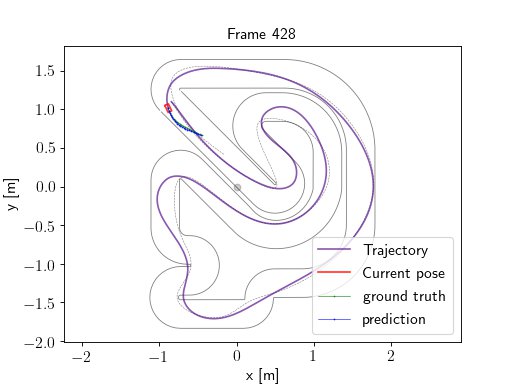 Frame 428
y [m]
1.5
1.0
0.5
0.0
−0.5
−1.0
−1.5
−2.0
−2
−1
0
1
2
x [m]
Trajectory
Current pose
ground truth
prediction